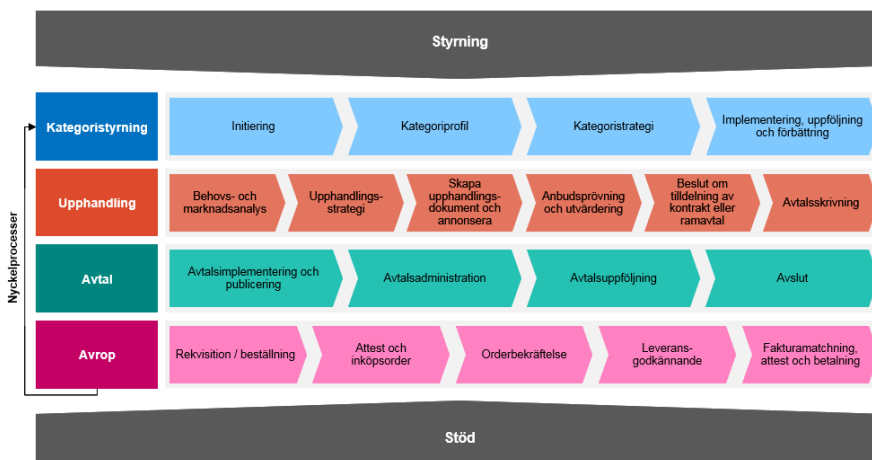 Styrning
Nyckelprocesser
Kategoristyrning
Initiering
Kategoriprofil
Kategoristrategi
Implementering, uppföljning
och förbättring
Upphandling
Behovs- och
marknadsanalys
Upphandlings-
strategi
Skapa
upphandlings-
dokument och
annonsera
Anbudsprövning
och utvärdering
Beslut om
tilldelning av
kontrakt eller
ramavtal
Avtalsskrivning
Avtal
Avtalsimplementering och
publicering
Avtalsadministration
Avtalsuppföljning
Avslut
Avrop
Rekvisition / beställning
Attest och
inköpsorder
Orderbekräftelse
Leverans-
godkännande
Fakturamatchning,
attest och betalning
Stöd